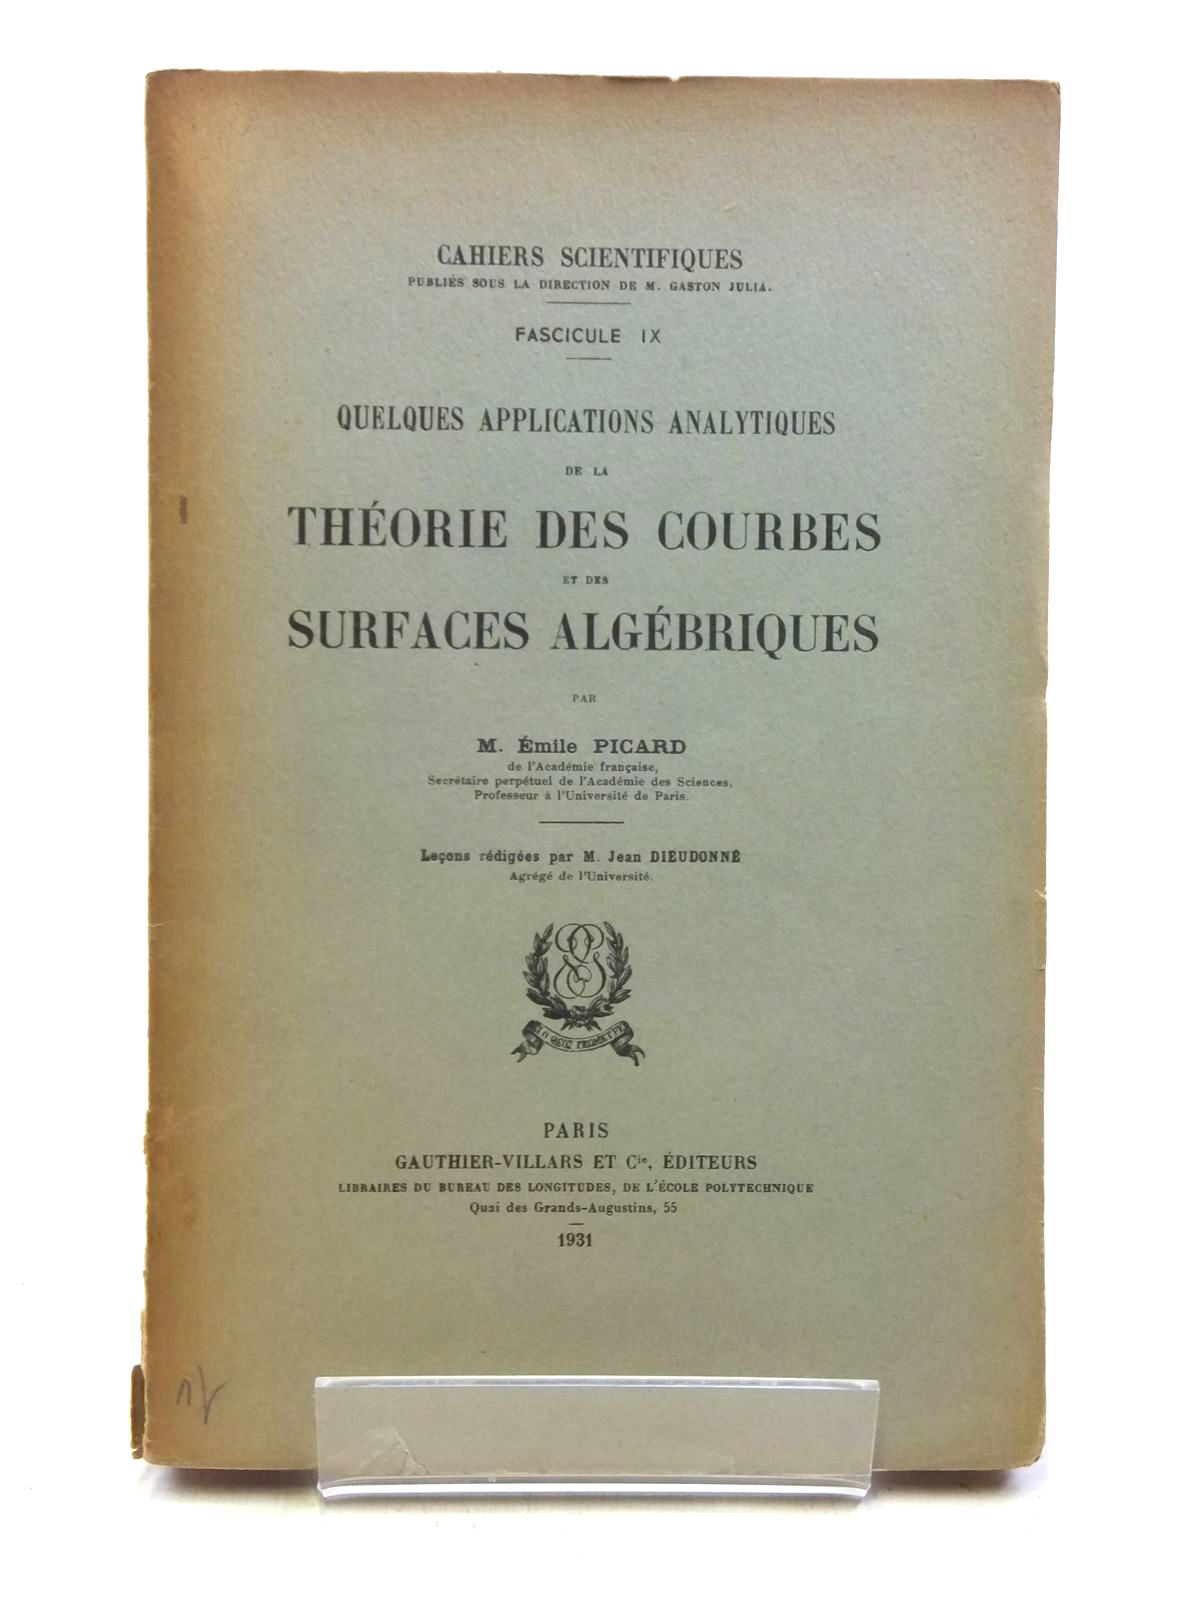 CAHIERS SCIENTIFIQUES
PUBLIÉS SOUS LA DIRECTION DE M. GASTON JULIA.
FASCICULE IX
QUELQUES APPLICATIONS ANALYTIQUES
DE LA
THÉORIE DES COURBES
ET DES
SURFACES ALGÉBRIQUES
PAR
M. Émile PICARD
de l'Académie française,
Secrétaire perpétuel de l'Académie des Sciences,
Professeur à l'Université de Paris.
Leçons rédigées par M. Jean DIEUDONNÉ
Agrégé de l'Université.
PARIS
GAUTHIER-VILLARS ET Cie, ÉDITEURS
LIBRAIRES DU BUREAU DES LONGITUDES, DE L'ÉCOLE POLYTECHNIQUE
Quai des Grands-Augustins, 55
1931